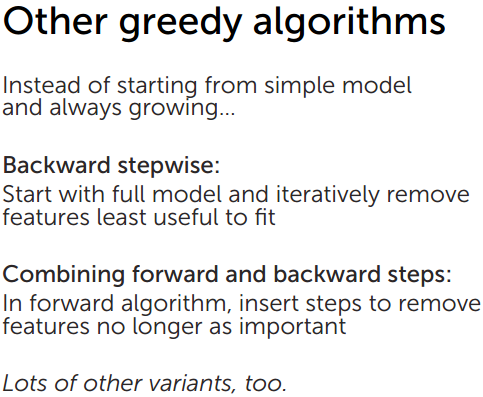 Other greedy algorithms
Instead of starting from simple model
and always growing...
Backward stepwise:
Start with full model and iteratively remove
features least useful to fit
Combining forward and backward steps:
In forward algorithm, insert steps to remove
features no longer as important
Lots of other variants, too.